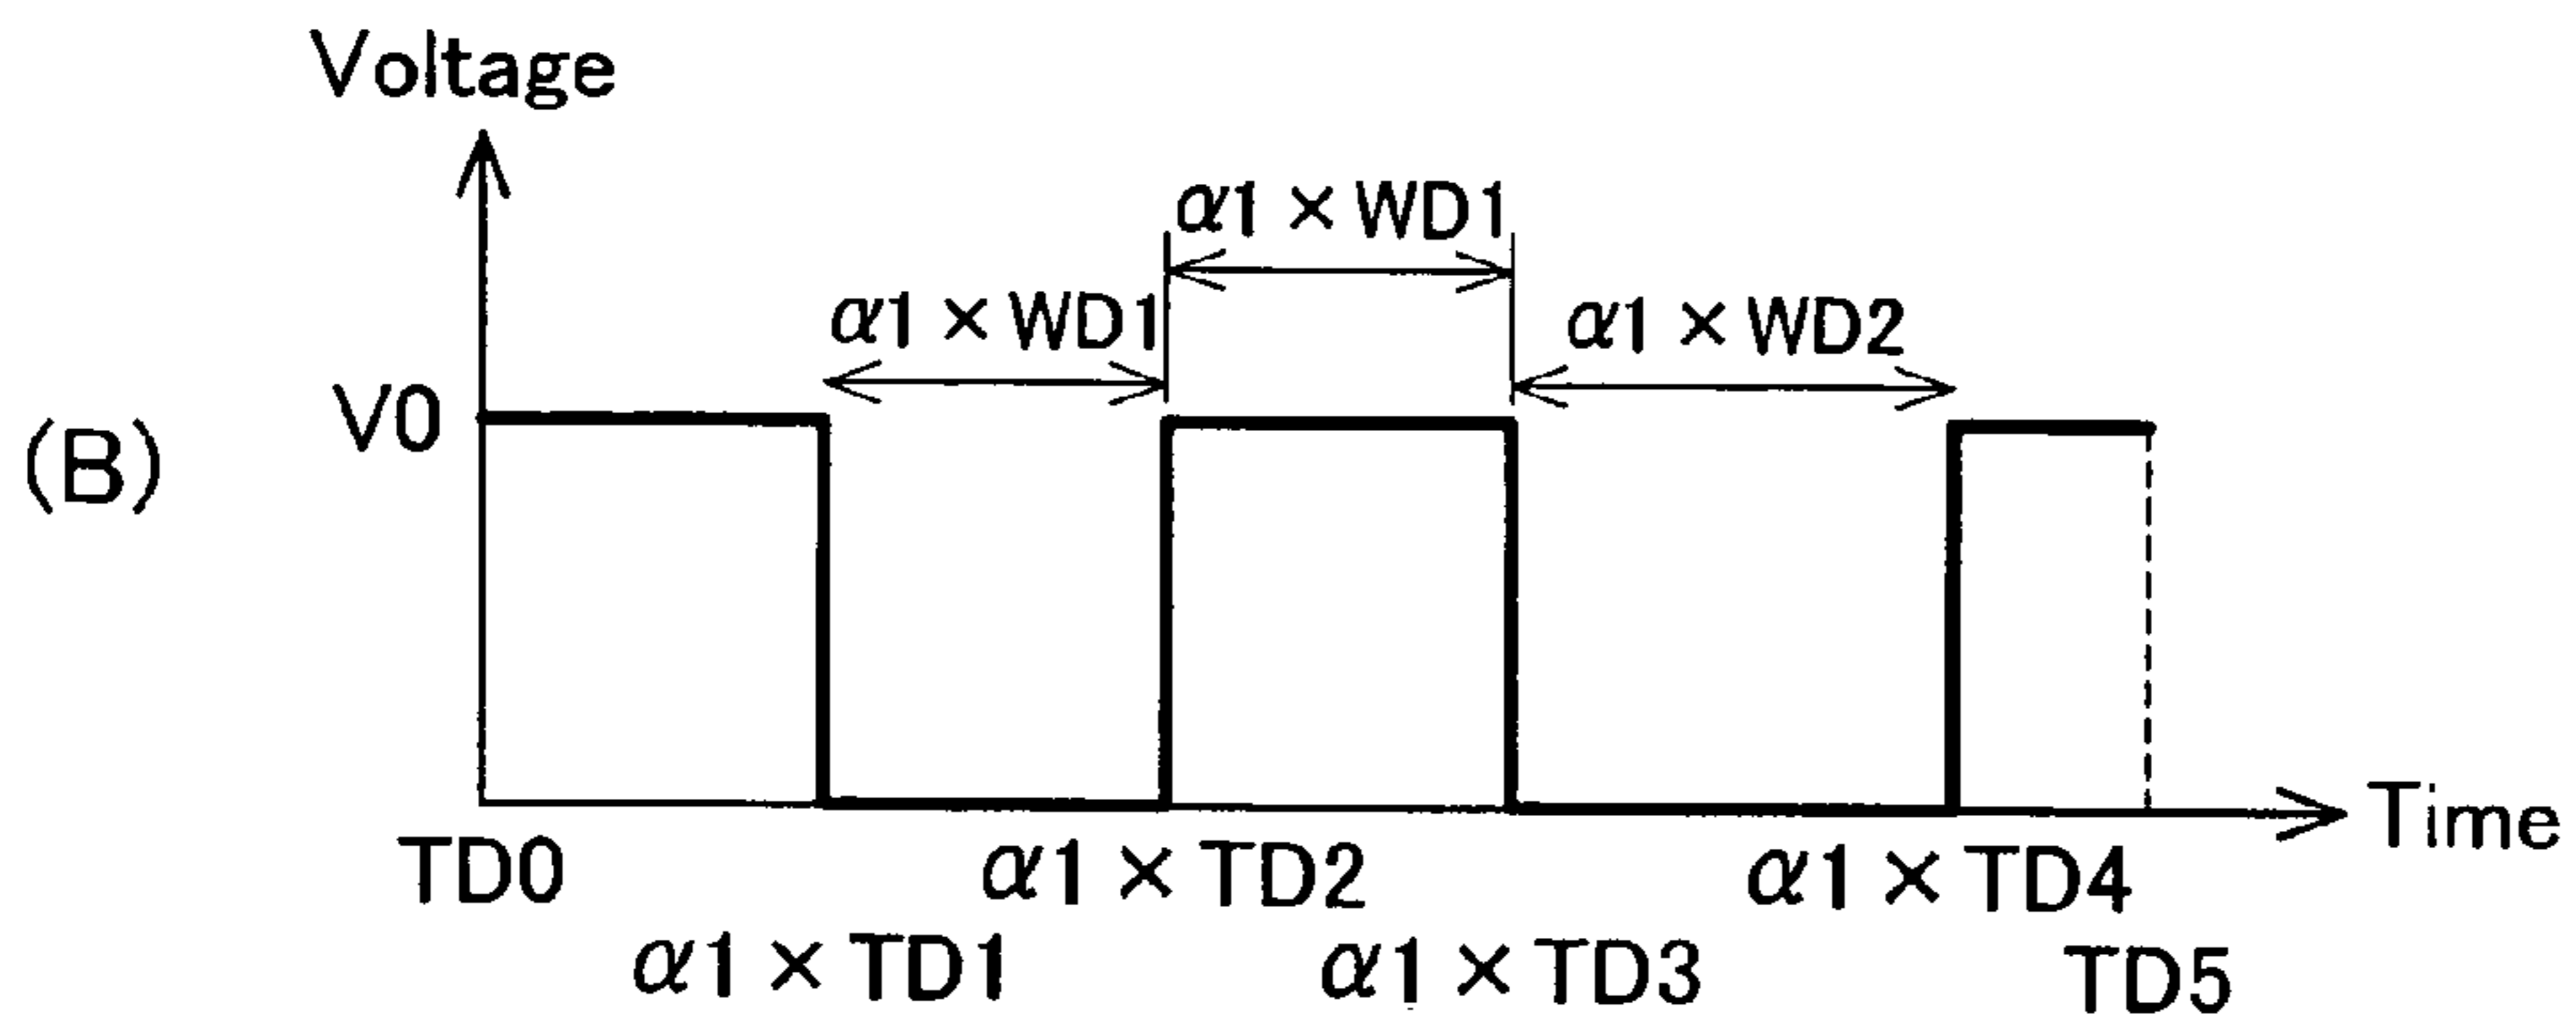 Voltage
α1 × WD1
α1 × WD1
α1 × WD2
V0
(B)
Time
TD0
α1 × TD2
α1 × TD4
α1 × TD1
α1 × TD3
TD5